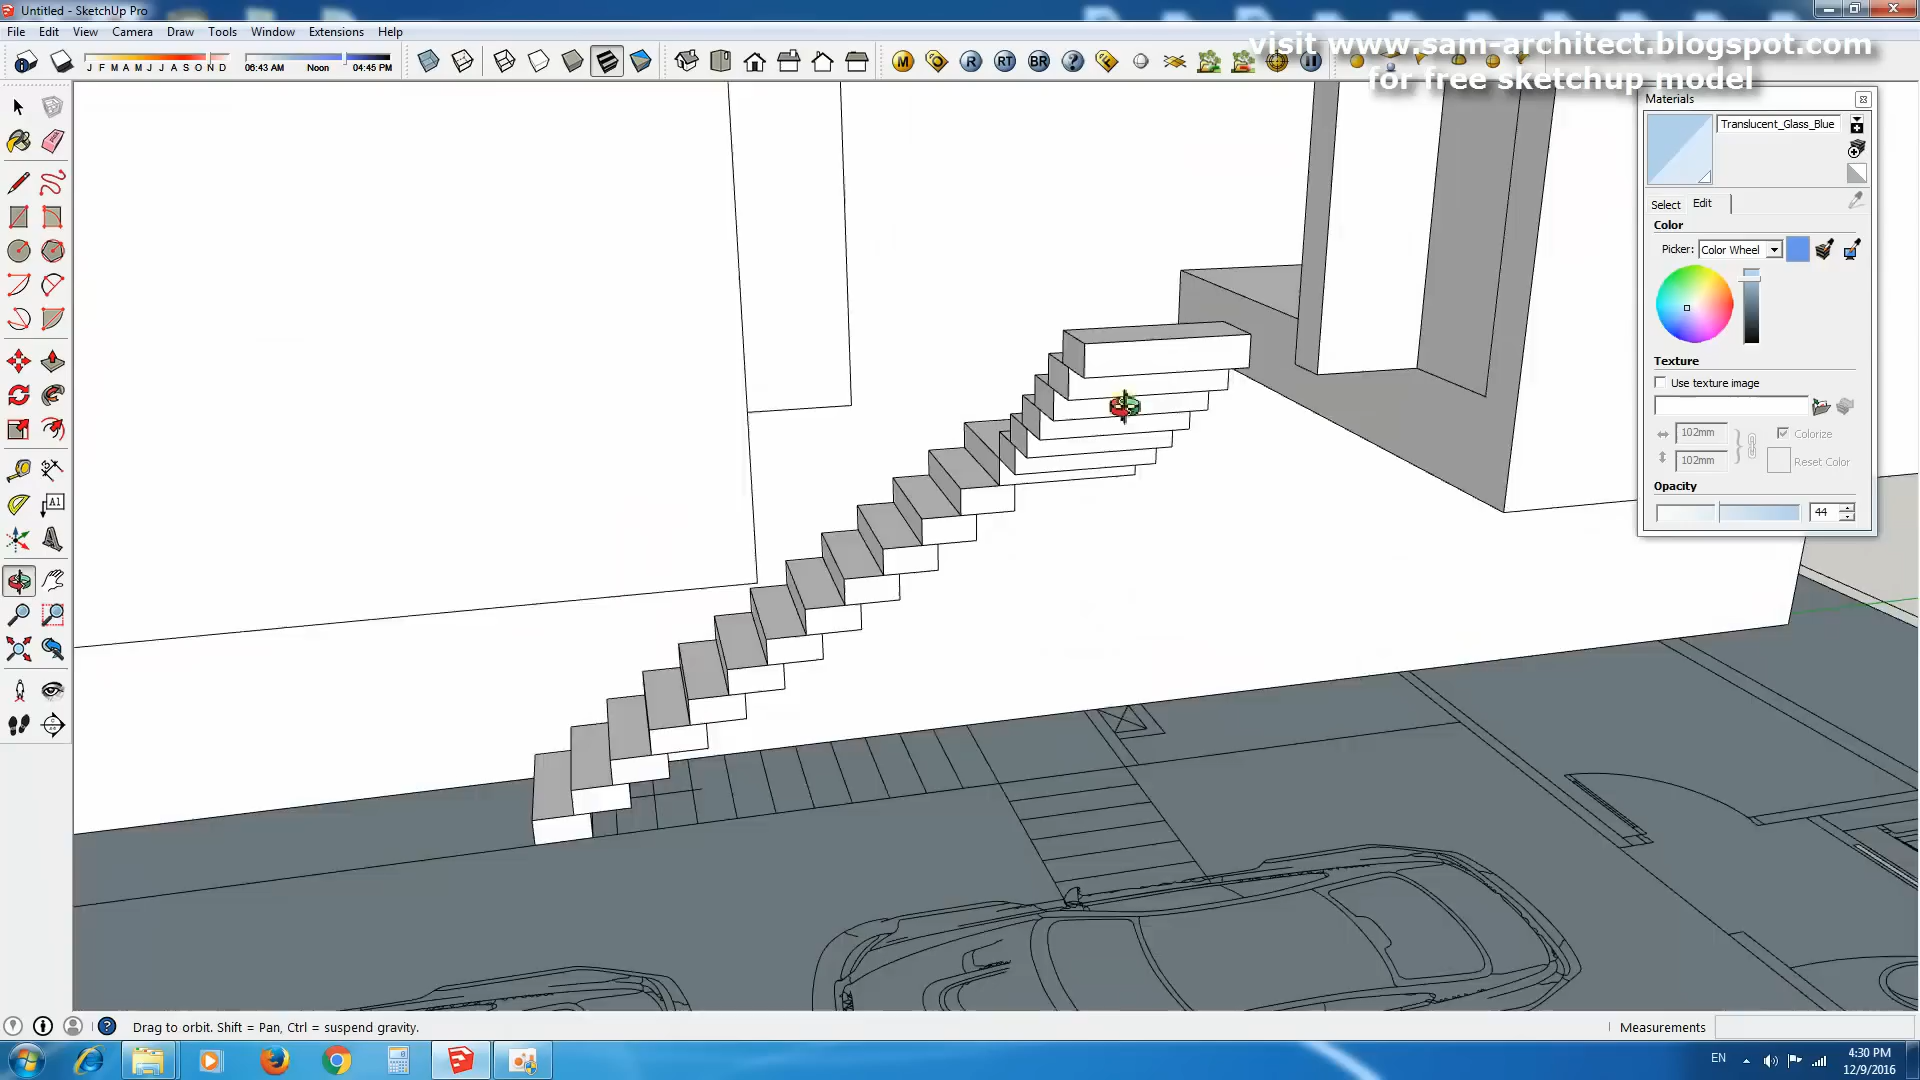 Untitled - SketchUp Pro
File Edit View Camera Draw Tools Window Extensions Help
J F M A M J J A S O N D 06:43 AM Noon 04:45 PM
M R RT BR ?
visit www.sam-architect.blogspot.com
for free sketchup model
Materials
Translucent_Glass_Blue
Select Edit
Color
Picker: Color Wheel
Texture
Use texture image
102mm Colorize
102mm Reset Color
Opacity
44
A1
Drag to orbit. Shift = Pan, Ctrl = suspend gravity. Measurements
EN 4:30 PM
12/9/2016